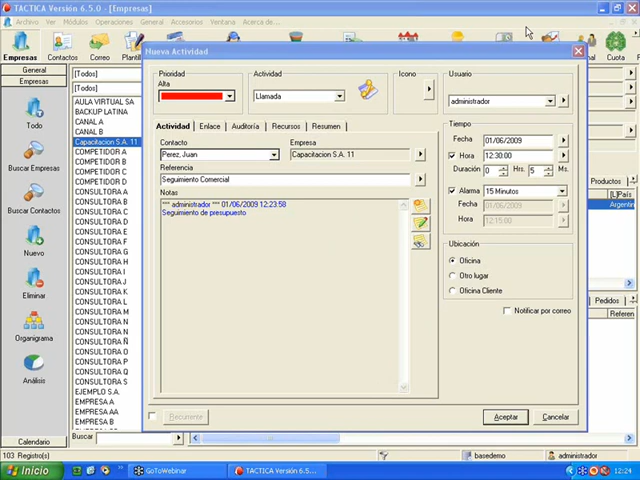 TACTICA Versión 6.5.0 - [Empresas]
Archivo Ver Módulos Operaciones General Accesorios Ventana Acerca de...
Empresas Contactos Correo Plantill Cuota
General
Empresas
Todo
Buscar Empresas
Buscar Contactos
Nuevo
Eliminar
Organigrama
Análisis
Calendario
[Todos]
[Todos]
AULA VIRTUAL SA
BACKUP LATINA
CANAL A
CANAL B
Capacitacion S.A. 11
COMPETIDOR A
COMPETIDOR B
COMPETIDOR C
COMPETIDOR D
CONSULTORA A
CONSULTORA B
CONSULTORA C
CONSULTORA D
CONSULTORA E
CONSULTORA F
CONSULTORA G
CONSULTORA H
CONSULTORA I
CONSULTORA J
CONSULTORA K
CONSULTORA L
CONSULTORA M
CONSULTORA N
CONSULTORA Ñ
CONSULTORA O
CONSULTORA P
CONSULTORA Q
CONSULTORA S
EJEMPLO S.A.
EMPRESA A
EMPRESA AA
EMPRESA B
Buscar
Nueva Actividad
Prioridad
Alta
Actividad
Llamada
Icono
Usuario
administrador
Actividad Enlace Auditoría Recursos Resumen
Contacto Empresa
Perez, Juan Capacitacion S.A. 11
Referencia
Seguimiento Comercial
Notas
*** administrador *** 01/06/2009 12:23:58
Seguimiento de presupuesto
Tiempo
Fecha 01/06/2009
Hora 12:30:00
Duración 0 Hrs. 5 Ms.
Alarma 15 Minutos
Fecha 01/06/2009
Hora 12:15:00
Ubicación
Oficina
Otro lugar
Oficina Cliente
Notificar por correo
Recurrente
Aceptar Cancelar
Productos
[L]País
Argentin
Pedidos
Referen
103 Registro(s) basedemo administrador
Inicio GoToWebinar TACTICA Versión 6.5.0 -... 12:24